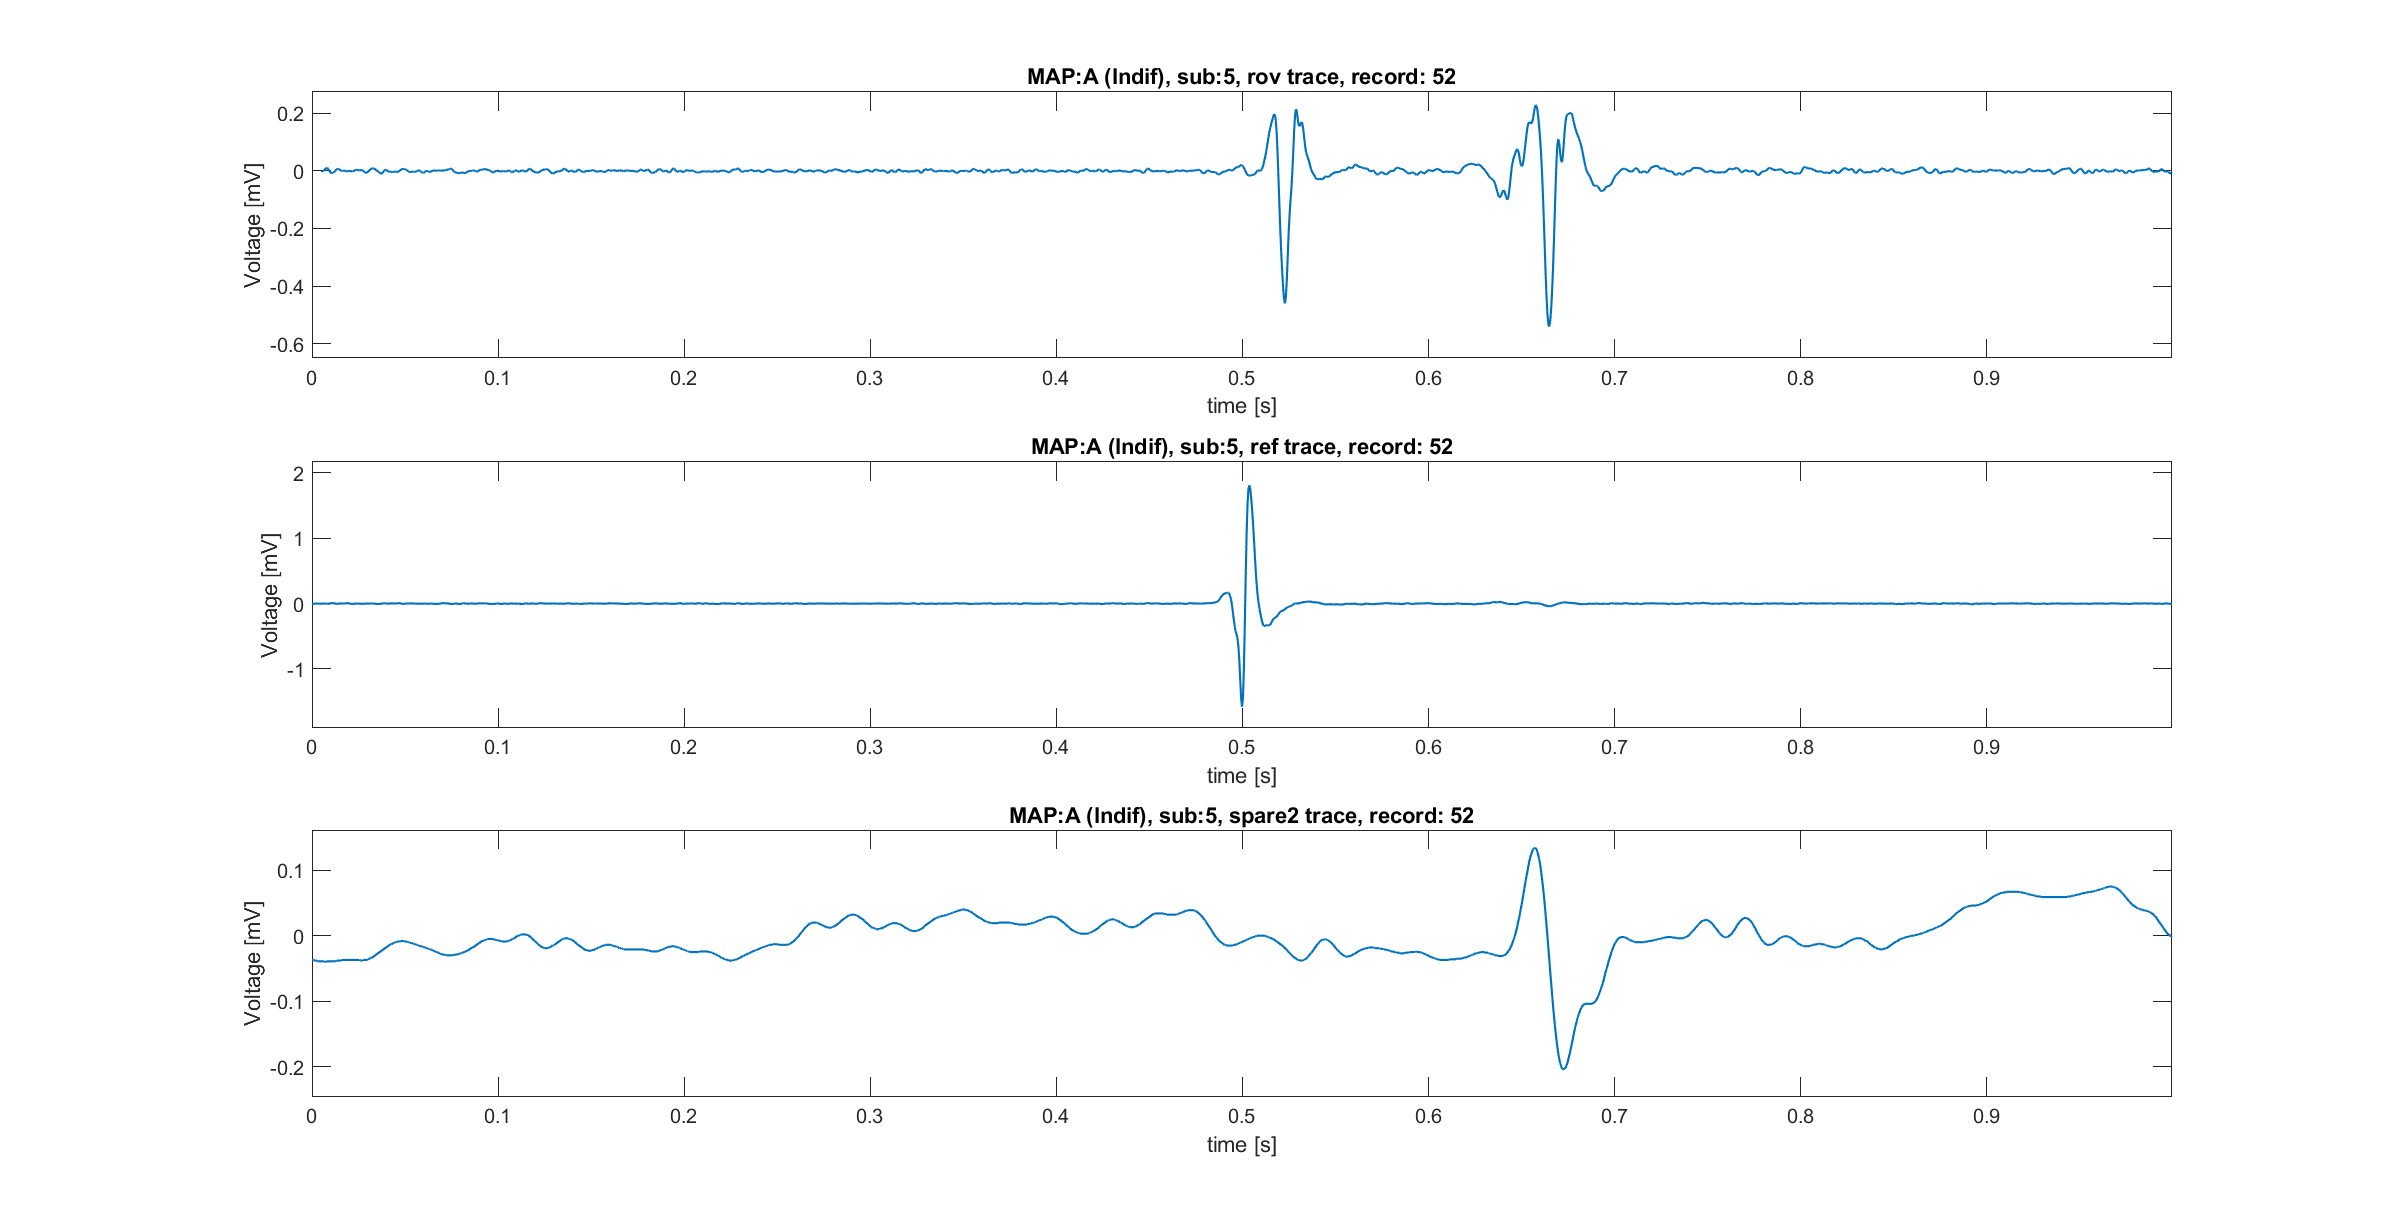 MAP:A (Indif), sub:5, rov trace, record: 52
Voltage [mV]
0.2
0
-0.2
-0.4
-0.6
0 0.1 0.2 0.3 0.4 0.5 0.6 0.7 0.8 0.9
time [s]
MAP:A (Indif), sub:5, ref trace, record: 52
Voltage [mV]
2
1
0
-1
0 0.1 0.2 0.3 0.4 0.5 0.6 0.7 0.8 0.9
time [s]
MAP:A (Indif), sub:5, spare2 trace, record: 52
Voltage [mV]
0.1
0
-0.1
-0.2
0 0.1 0.2 0.3 0.4 0.5 0.6 0.7 0.8 0.9
time [s]